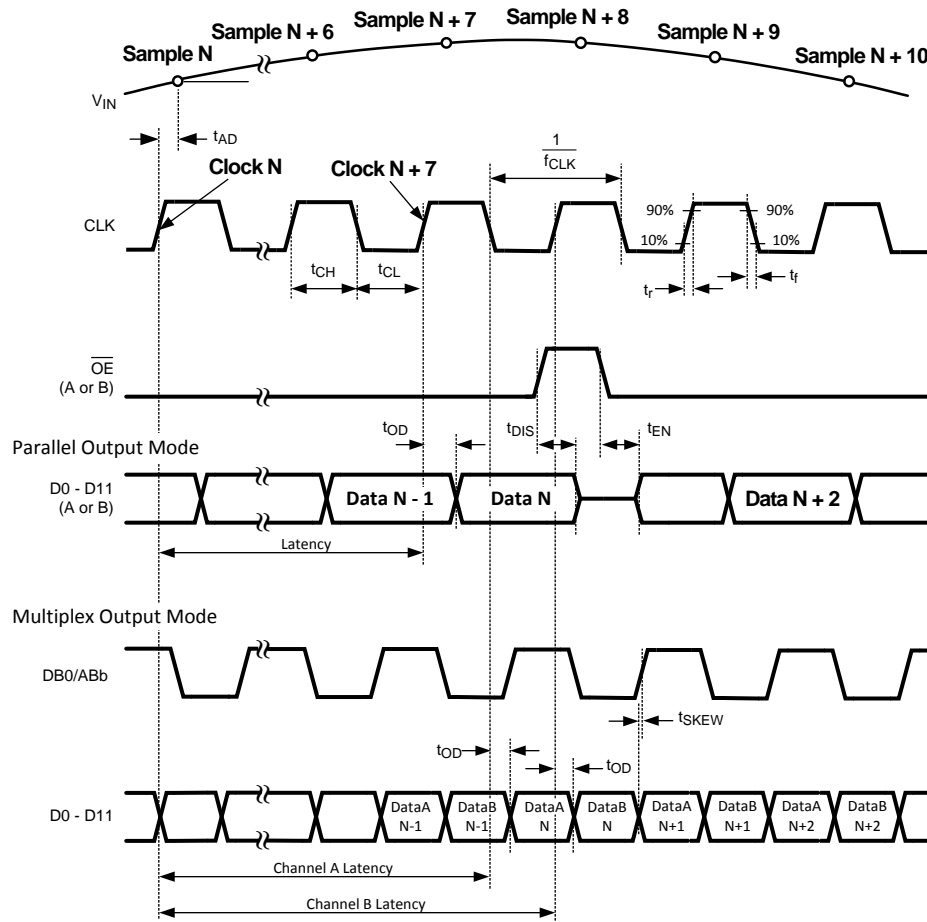 Sample N
Sample N + 6
Sample N + 7
Sample N + 8
Sample N + 9
Sample N + 10
VIN
tAD
Clock N
Clock N + 7
1
fCLK
CLK
90%
10%
90%
10%
tCH
tCL
tr
tf
OE
(A or B)
tOD
tDIS
tEN
Parallel Output Mode
D0 - D11
(A or B)
Data N - 1
Data N
Data N + 2
Latency
Multiplex Output Mode
DB0/ABb
tSKEW
tOD
tOD
D0 - D11
DataA
N-1
DataB
N-1
DataA
N
DataB
N
DataA
N+1
DataB
N+1
DataA
N+2
DataB
N+2
Channel A Latency
Channel B Latency